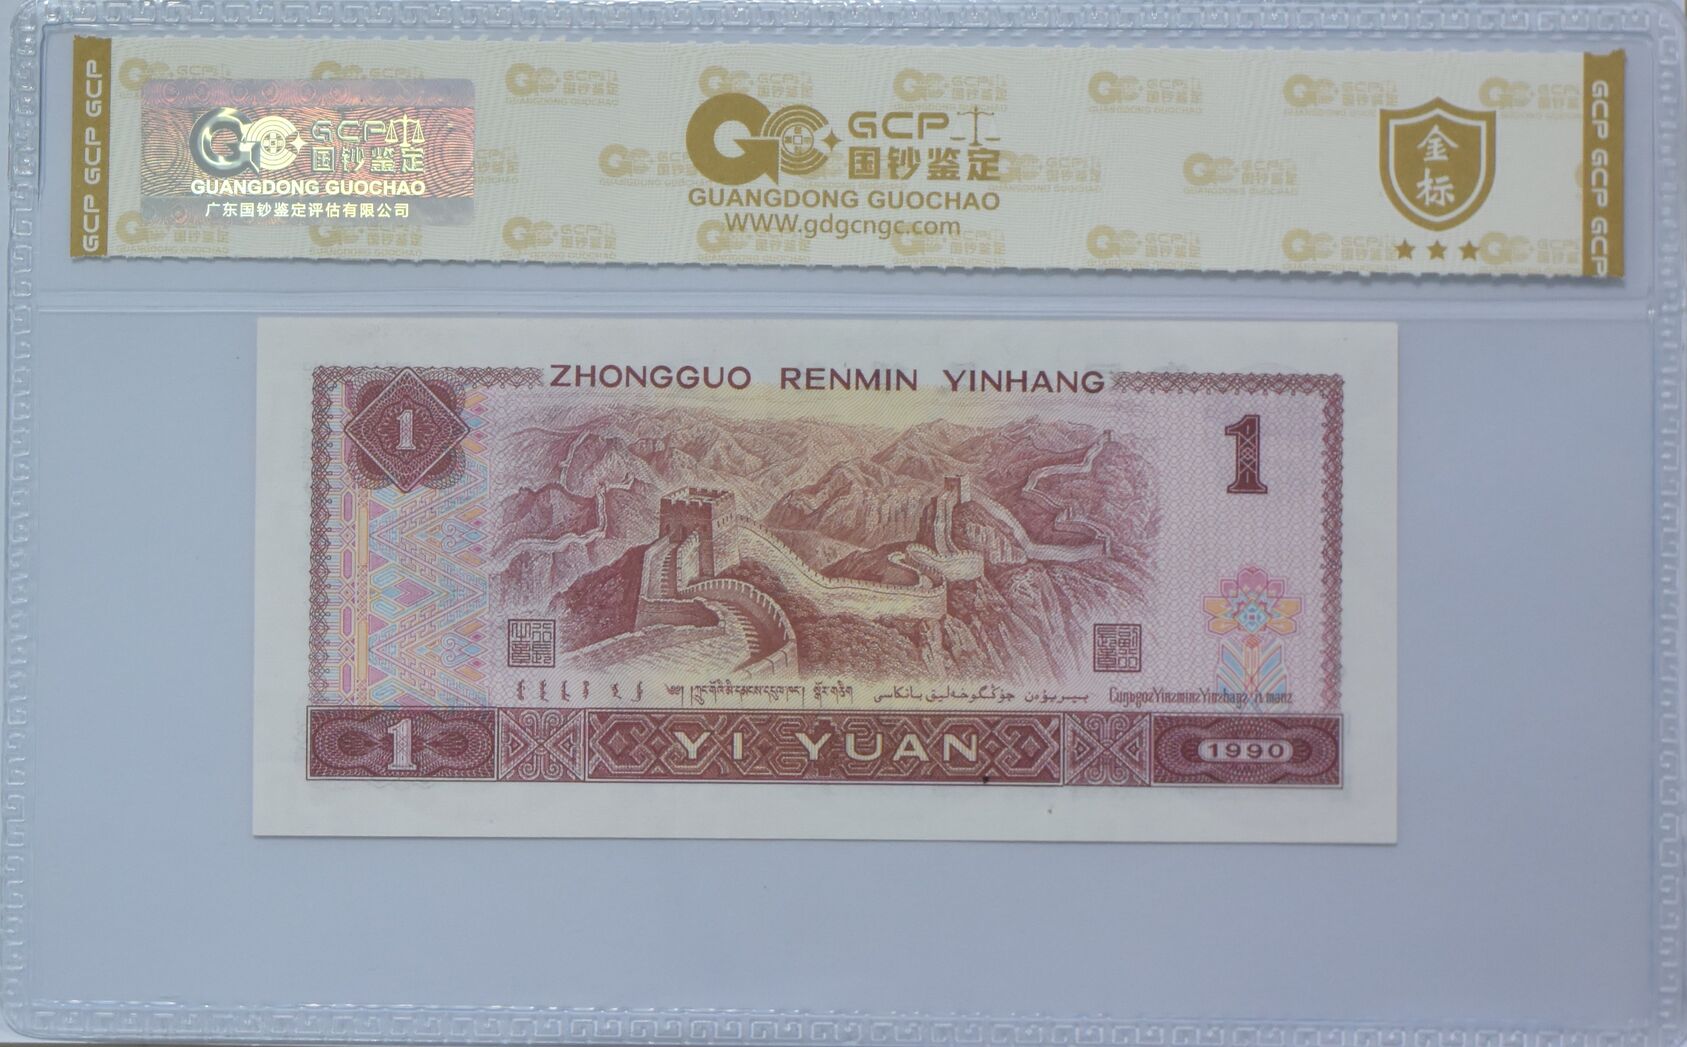 GCP GCP GCP
GCP
国钞鉴定
GUANGDONG GUOCHAO
广东国钞鉴定评估有限公司
GCP
国钞鉴定
GUANGDONG GUOCHAO
WWW.gdgcngc.com
金标
GCP GCP GCP
ZHONGGUO RENMIN YINHANG
1
1
1
YI YUAN
1990